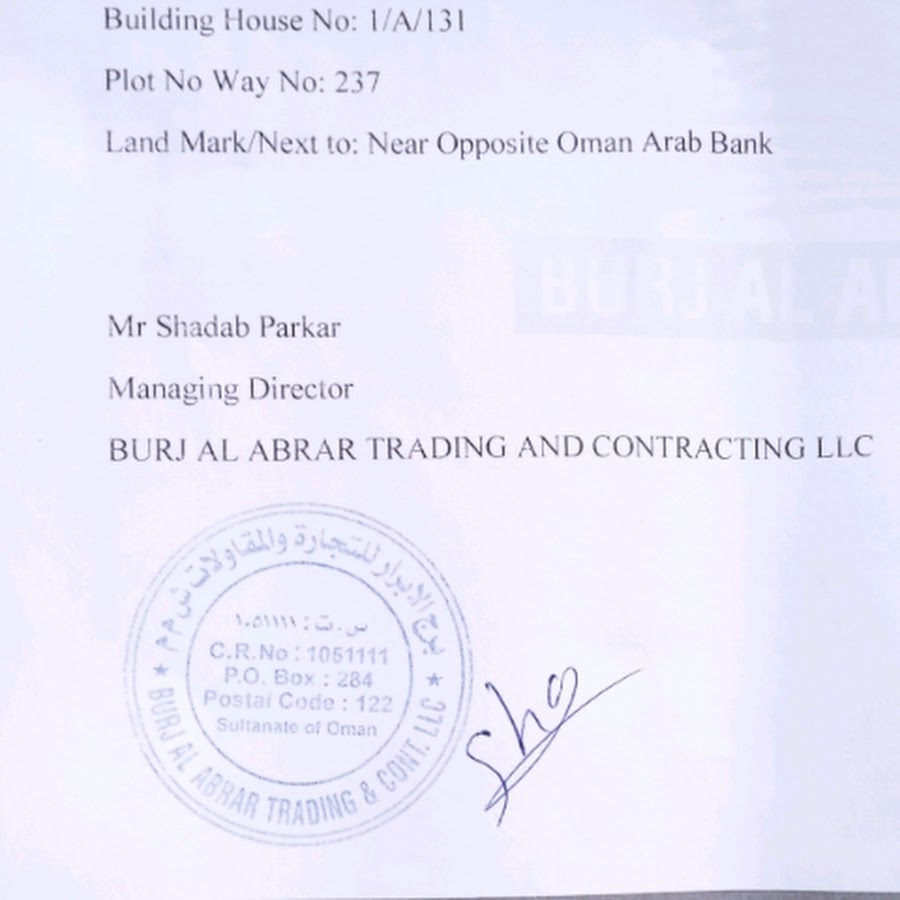 Building House No: 1/A/131
Plot No Way No: 237
Land Mark/Next to: Near Opposite Oman Arab Bank
BURJ AL
Mr Shadab Parkar
Managing Director
BURJ AL ABRAR TRADING AND CONTRACTING LLC
برج الابرار للتجارة والمقاولات ش م م
س.ت: ١٠٥١١١١
C.R.No : 1051111
P.O. Box : 284
Postal Code : 122
Sultanate of Oman
BURJ AL ABRAR TRADING & CONT. LLC